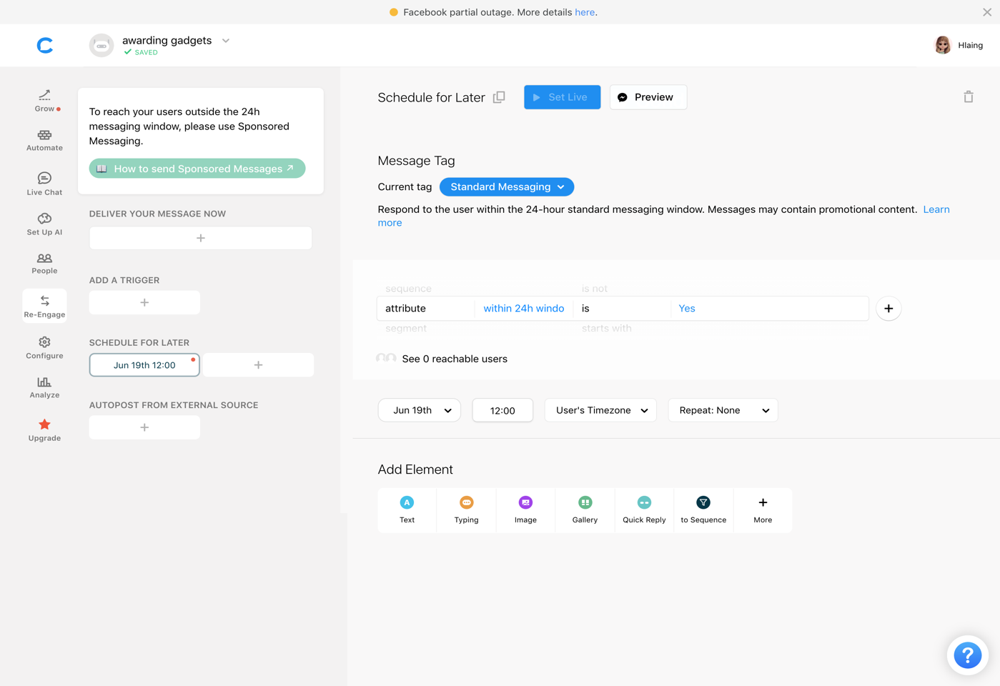 Facebook partial outage. More details here.
awarding gadgets
SAVED
Hlaing
Grow
Automate
Live Chat
Set Up AI
People
Re-Engage
Configure
Analyze
Upgrade
To reach your users outside the 24h
messaging window, please use Sponsored
Messaging.
How to send Sponsored Messages
DELIVER YOUR MESSAGE NOW
+
ADD A TRIGGER
+
SCHEDULE FOR LATER
Jun 19th 12:00
+
AUTOPOST FROM EXTERNAL SOURCE
+
Schedule for Later
Set Live
Preview
Message Tag
Current tag Standard Messaging
Respond to the user within the 24-hour standard messaging window. Messages may contain promotional content. Learn
more
sequence is not
attribute within 24h windo is Yes +
segment starts with
See 0 reachable users
Jun 19th 12:00 User's Timezone Repeat: None
Add Element
A
Text Typing Image Gallery Quick Reply to Sequence More
?